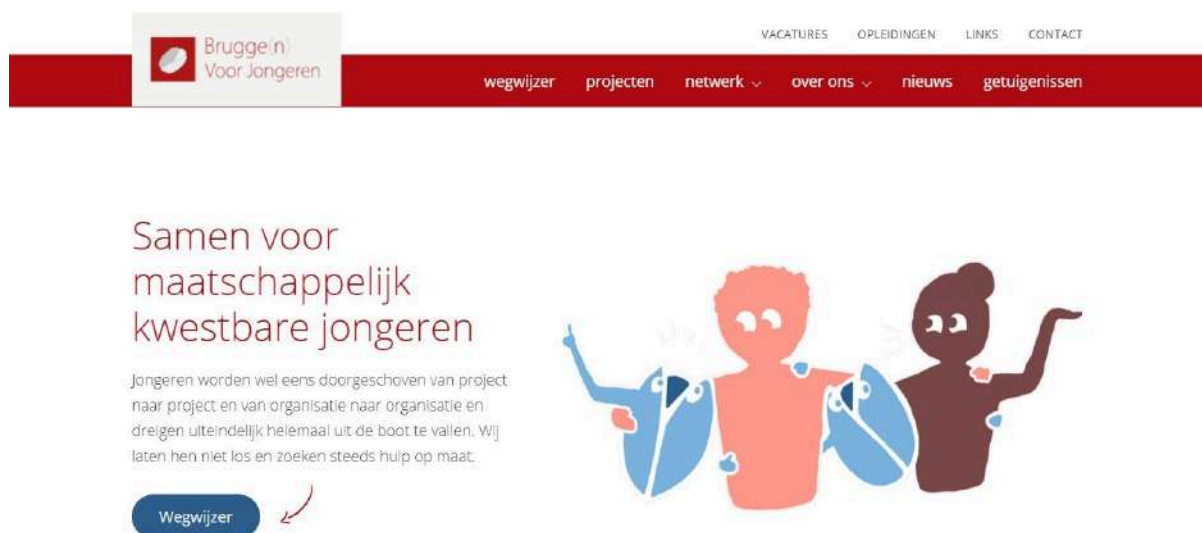 Brugge(n)
Voor Jongeren
VACATURES OPLEIDINGEN LINKS CONTACT
wegwijzer projecten netwerk over ons nieuws getuigenissen
Samen voor
maatschappelijk
kwestbare jongeren
Jongeren worden wel eens doorgeschoven van project
naar project en van organisatie naar organisatie en
dreigen uiteindelijk helemaal uit de boot te vallen. Wij
laten hen niet los en zoeken steeds hulp op maat.
Wegwijzer